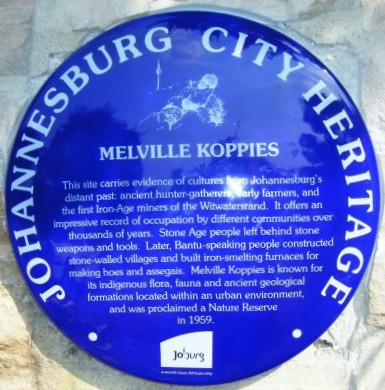 JOHANNESBURG CITY HERITAGE
MELVILLE KOPPIES
This site carries evidence of cultures from Johannesburg's
distant past: ancient hunter-gatherers, early farmers, and
the first Iron-Age miners of the Witwatersrand. It offers an
impressive record of occupation by different communities over
thousands of years. Stone Age people left behind stone
weapons and tools. Later, Bantu-speaking people constructed
stone-walled villages and built iron-smelting furnaces for
making hoes and assegais. Melville Koppies is known for
its indigenous flora, fauna and ancient geological
formations located within an urban environment,
and was proclaimed a Nature Reserve
in 1959.
Jo'burg
a world class African city